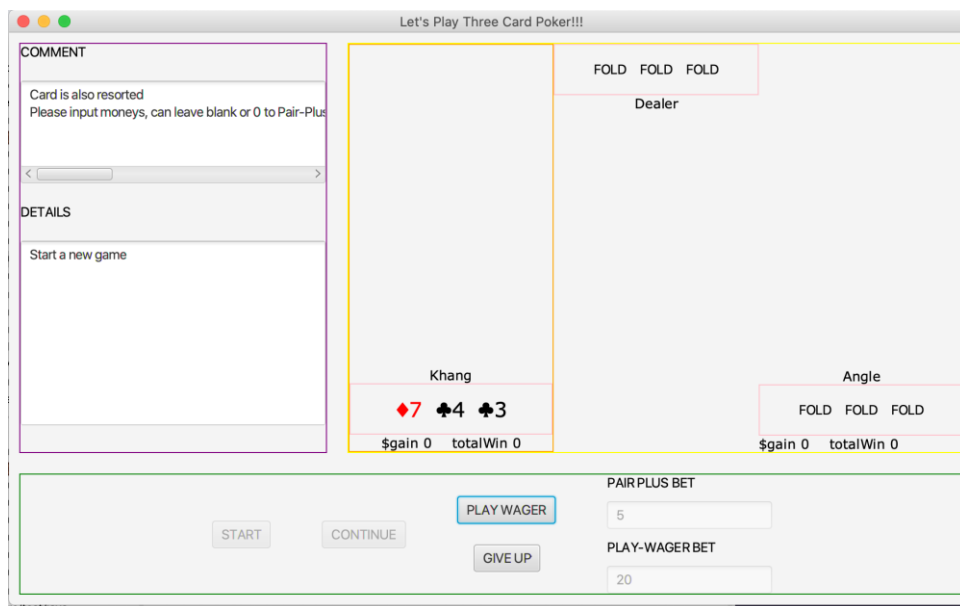 Let's Play Three Card Poker!!!
COMMENT
Card is also resorted
Please input moneys, can leave blank or 0 to Pair-Plus
DETAILS
Start a new game
FOLD FOLD FOLD
Dealer
Khang
♦7 ♣4 ♣3
$gain 0 totalWin 0
Angle
FOLD FOLD FOLD
$gain 0 totalWin 0
START
CONTINUE
PLAY WAGER
GIVE UP
PAIR PLUS BET
5
PLAY-WAGER BET
20